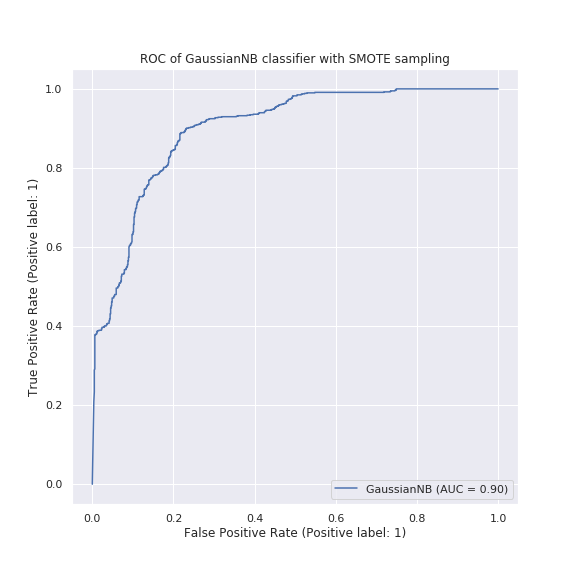 ROC of GaussianNB classifier with SMOTE sampling
True Positive Rate (Positive label: 1)
1.0
0.8
0.6
0.4
0.2
0.0
GaussianNB (AUC = 0.90)
0.0 0.2 0.4 0.6 0.8 1.0
False Positive Rate (Positive label: 1)